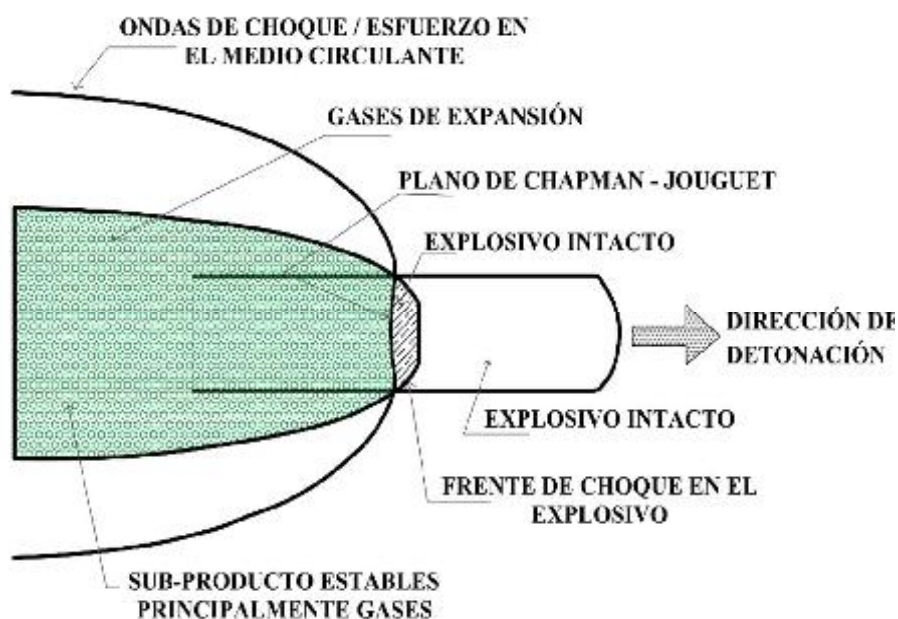 ONDAS DE CHOQUE / ESFUERZO EN
EL MEDIO CIRCULANTE
GASES DE EXPANSIÓN
PLANO DE CHAPMAN - JOUGUET
EXPLOSIVO INTACTO
DIRECCIÓN DE
DETONACIÓN
EXPLOSIVO INTACTO
FRENTE DE CHOQUE EN EL
EXPLOSIVO
SUB-PRODUCTO ESTABLES
PRINCIPALMENTE GASES